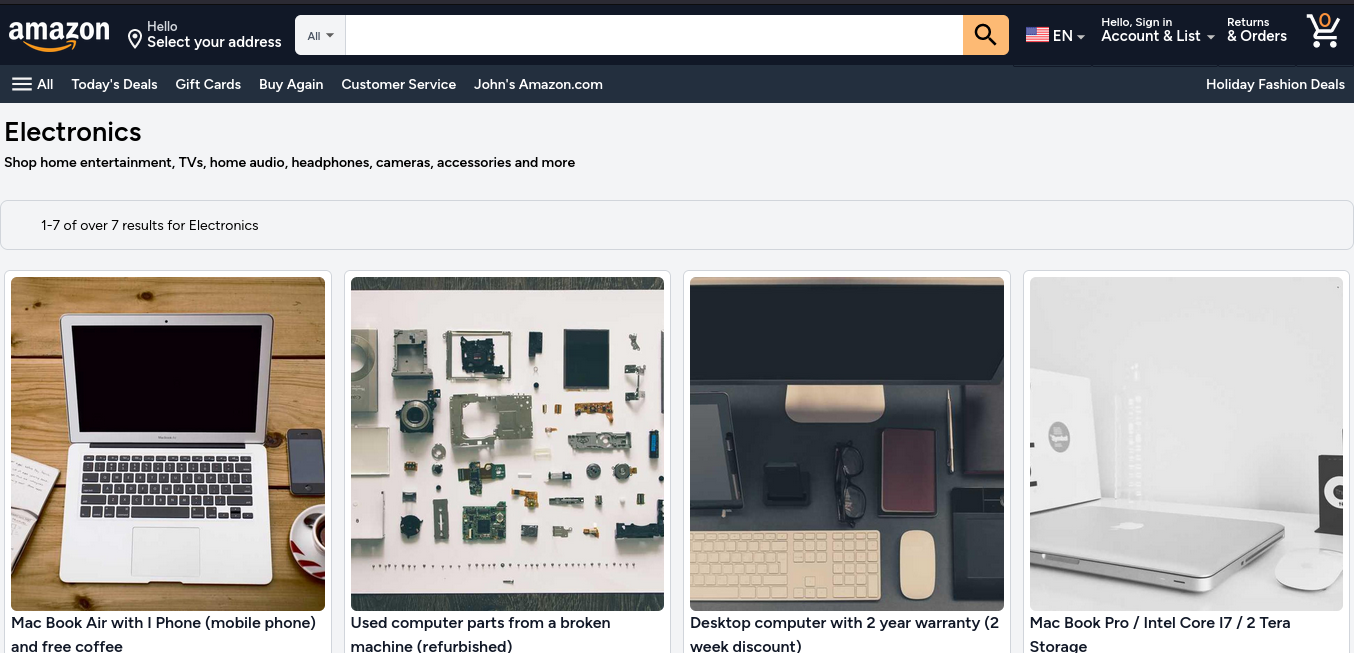 amazon
Hello
Select your address
All
EN
Hello, Sign in
Account & List
Returns
& Orders
0
All
Today's Deals
Gift Cards
Buy Again
Customer Service
John's Amazon.com
Holiday Fashion Deals
Electronics
Shop home entertainment, TVs, home audio, headphones, cameras, accessories and more
1-7 of over 7 results for Electronics
Mac Book Air with I Phone (mobile phone)
and free coffee
Used computer parts from a broken
machine (refurbished)
Desktop computer with 2 year warranty (2
week discount)
Mac Book Pro / Intel Core I7 / 2 Tera
Storage